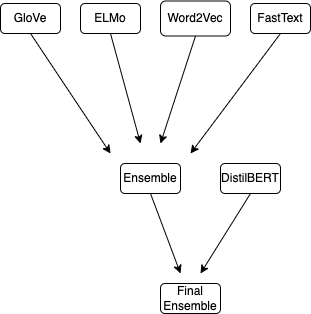 GloVe
ELMo
Word2Vec
FastText
Ensemble
DistilBERT
Final
Ensemble